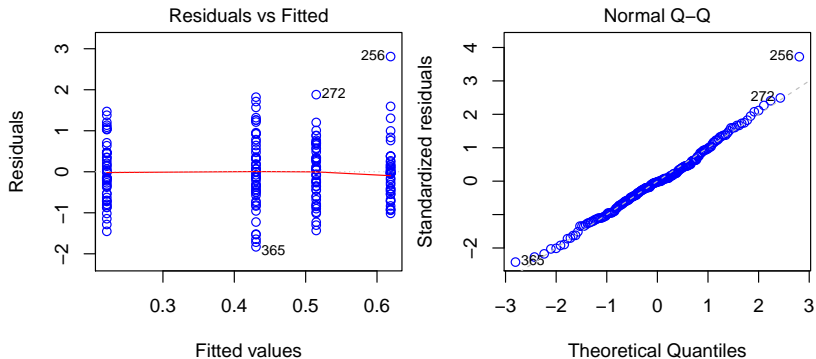 Residuals vs Fitted
Residuals
3
2
1
0
−1
−2
256
272
365
0.3 0.4 0.5 0.6
Fitted values
Normal Q−Q
Standardized residuals
4
3
2
1
0
−2
256
272
365
−3 −2 −1 0 1 2 3
Theoretical Quantiles